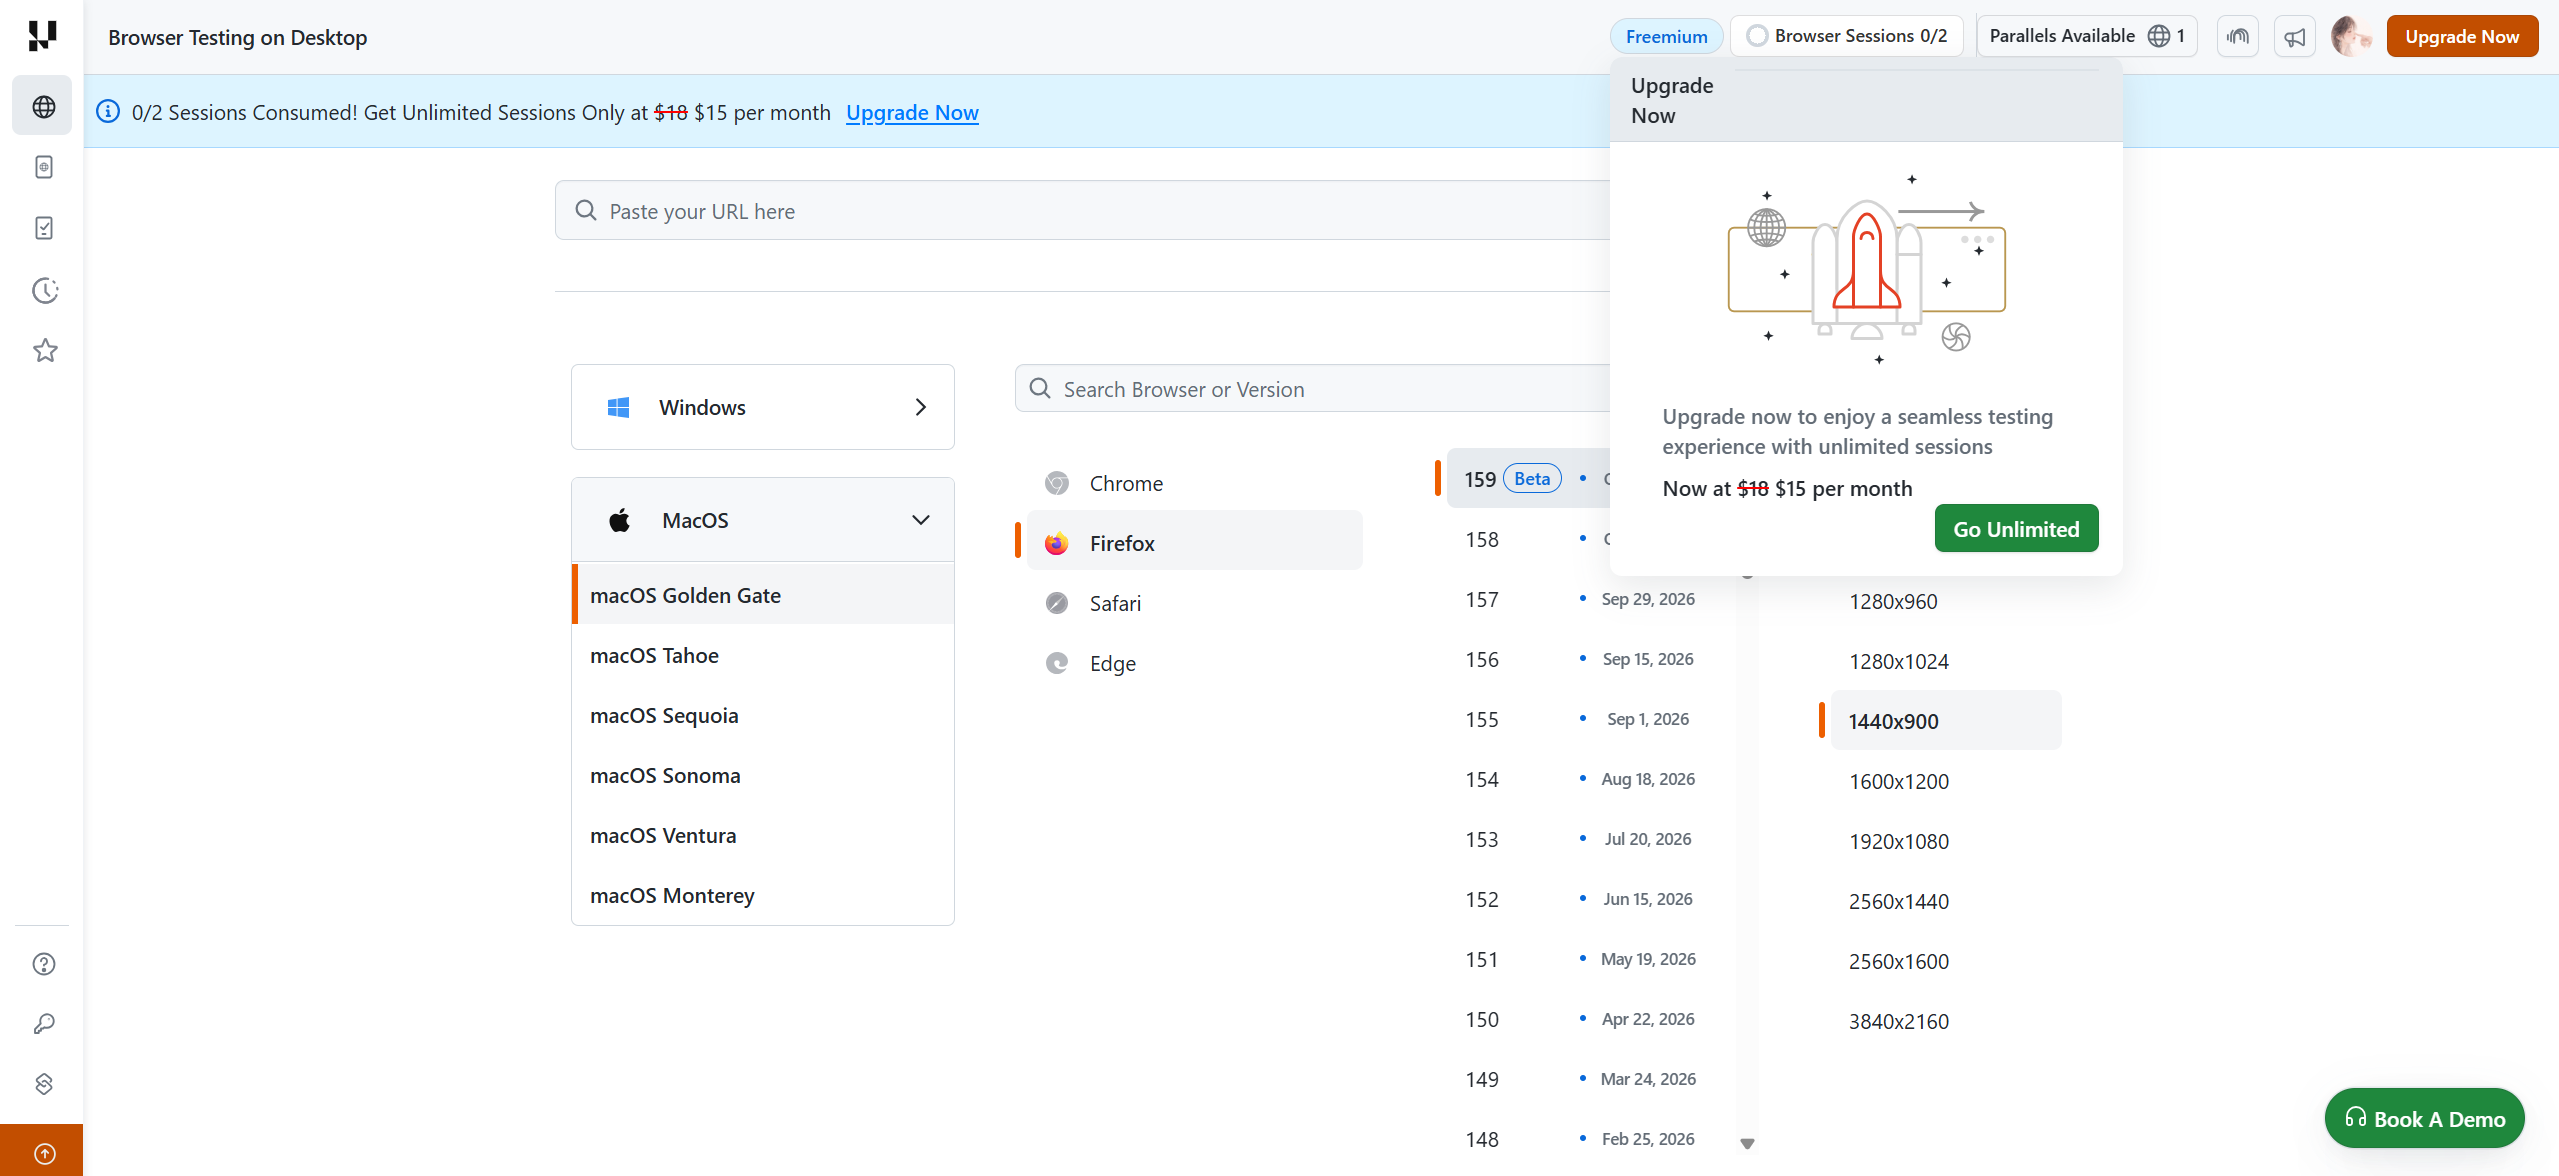 Browser Testing on Desktop
Freemium
Browser Sessions 0/2
Parallels Available 1
Upgrade Now
0/2 Sessions Consumed! Get Unlimited Sessions Only at $18 $15 per month Upgrade Now
Upgrade
Now
Upgrade now to enjoy a seamless testing
experience with unlimited sessions
Now at $18 $15 per month
Go Unlimited
Paste your URL here
Windows
MacOS
macOS Golden Gate
macOS Tahoe
macOS Sequoia
macOS Sonoma
macOS Ventura
macOS Monterey
Search Browser or Version
Chrome
Firefox
Safari
Edge
159 Beta
158
157 Sep 29, 2026
156 Sep 15, 2026
155 Sep 1, 2026
154 Aug 18, 2026
153 Jul 20, 2026
152 Jun 15, 2026
151 May 19, 2026
150 Apr 22, 2026
149 Mar 24, 2026
148 Feb 25, 2026
1280x960
1280x1024
1440x900
1600x1200
1920x1080
2560x1440
2560x1600
3840x2160
Book A Demo